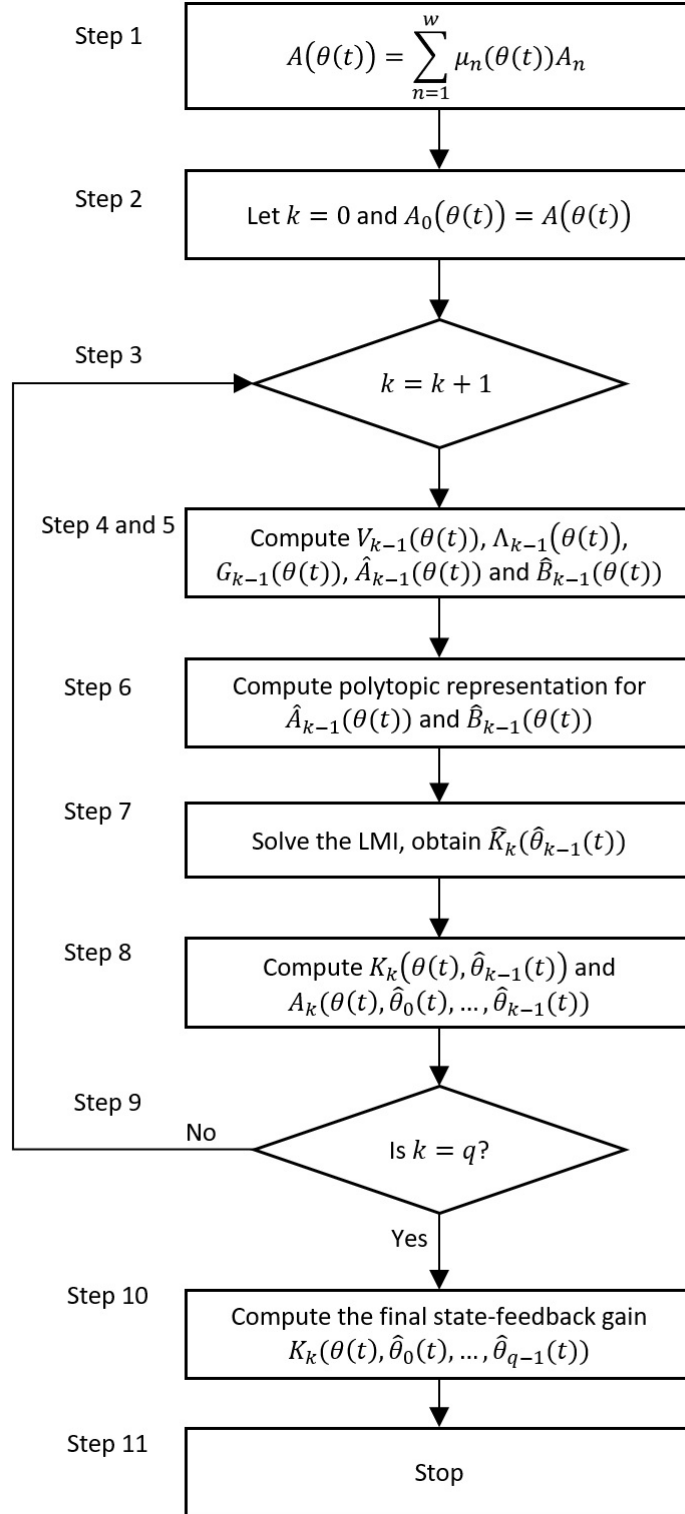 Step 1
A(θ(t)) = ∑_{n=1}^{w} μ_n(θ(t))A_n
Step 2
Let k = 0 and A_0(θ(t)) = A(θ(t))
Step 3
k = k + 1
Step 4 and 5
Compute V_{k−1}(θ(t)), Λ_{k−1}(θ(t)),
G_{k−1}(θ(t)), Â_{k−1}(θ(t)) and B̂_{k−1}(θ(t))
Step 6
Compute polytopic representation for
Â_{k−1}(θ(t)) and B̂_{k−1}(θ(t))
Step 7
Solve the LMI, obtain K̂_k(θ̂_{k−1}(t))
Step 8
Compute K_k(θ(t), θ̂_{k−1}(t)) and
A_k(θ(t), θ̂_0(t), …, θ̂_{k−1}(t))
Step 9
No
Is k = q?
Yes
Step 10
Compute the final state-feedback gain
K_k(θ(t), θ̂_0(t), …, θ̂_{q−1}(t))
Step 11
Stop